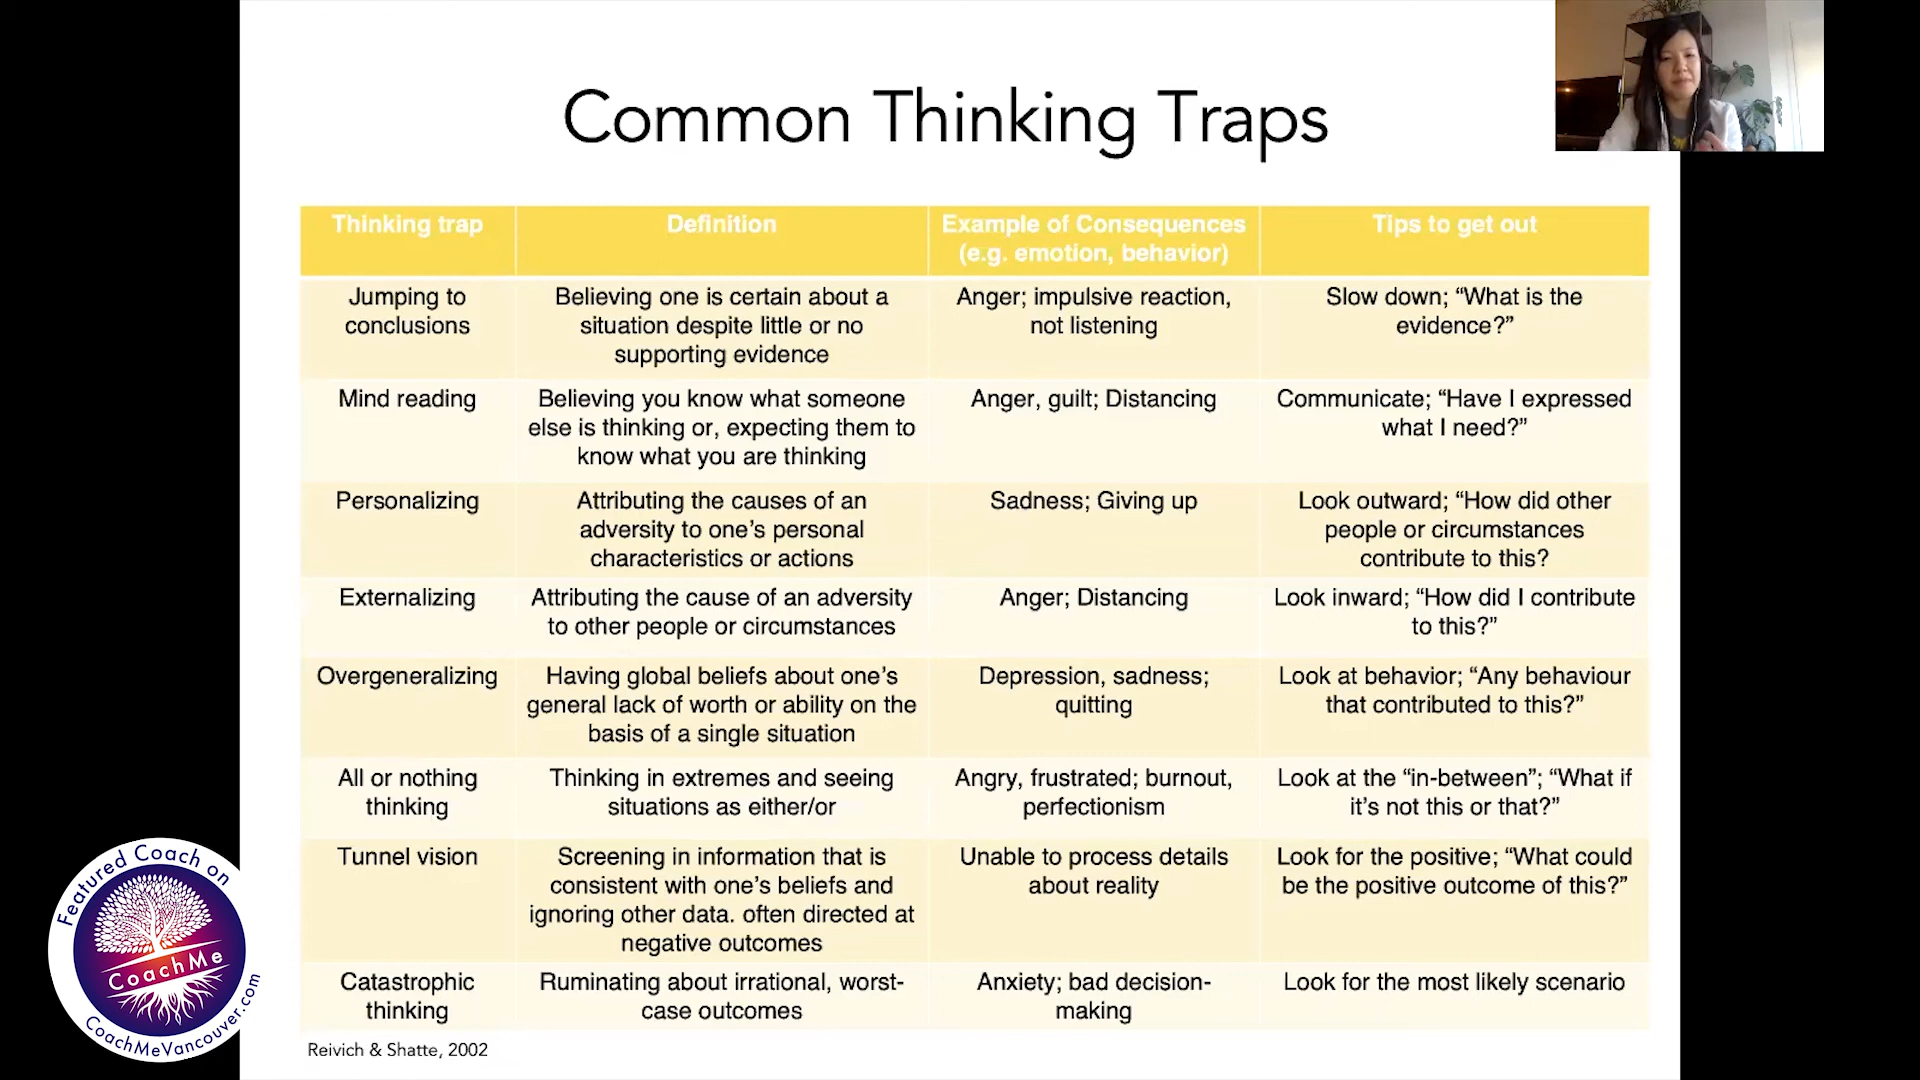 Common Thinking Traps
Thinking trap
Definition
Example of Consequences
(e.g. emotion, behavior)
Tips to get out
Jumping to
conclusions
Believing one is certain about a
situation despite little or no
supporting evidence
Anger; impulsive reaction,
not listening
Slow down; “What is the
evidence?”
Mind reading
Believing you know what someone
else is thinking or, expecting them to
know what you are thinking
Anger, guilt; Distancing
Communicate; “Have I expressed
what I need?”
Personalizing
Attributing the causes of an
adversity to one’s personal
characteristics or actions
Sadness; Giving up
Look outward; “How did other
people or circumstances
contribute to this?
Externalizing
Attributing the cause of an adversity
to other people or circumstances
Anger; Distancing
Look inward; “How did I contribute
to this?”
Overgeneralizing
Having global beliefs about one’s
general lack of worth or ability on the
basis of a single situation
Depression, sadness;
quitting
Look at behavior; “Any behaviour
that contributed to this?”
All or nothing
thinking
Thinking in extremes and seeing
situations as either/or
Angry, frustrated; burnout,
perfectionism
Look at the “in-between”; “What if
it’s not this or that?”
Tunnel vision
Screening in information that is
consistent with one’s beliefs and
ignoring other data. often directed at
negative outcomes
Unable to process details
about reality
Look for the positive; “What could
be the positive outcome of this?”
Catastrophic
thinking
Ruminating about irrational, worst-
case outcomes
Anxiety; bad decision-
making
Look for the most likely scenario
Reivich & Shatte, 2002
Featured Coach on
CoachMe
CoachMeVancouver.com